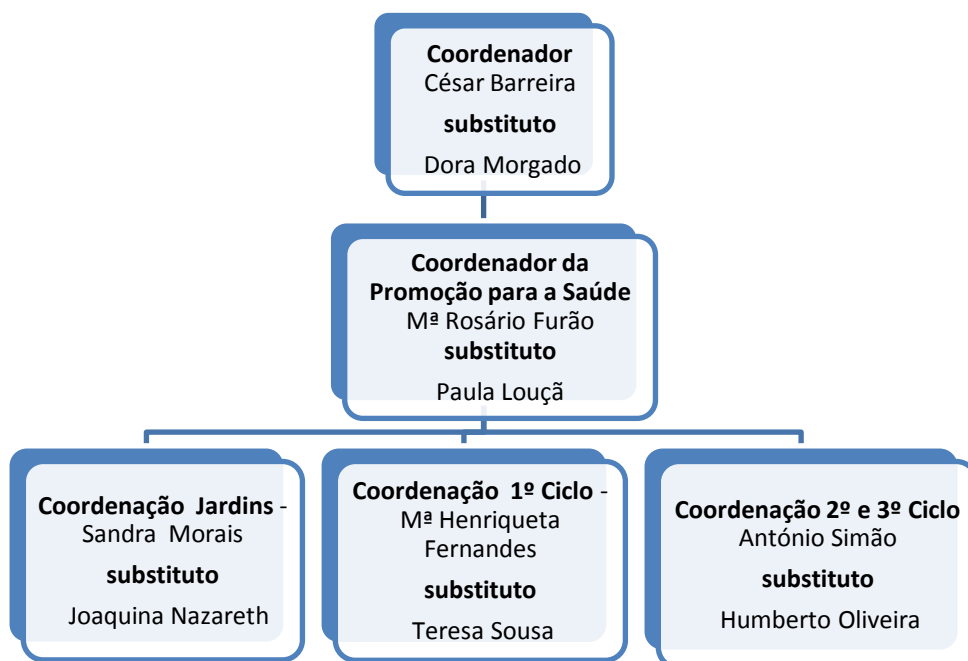 Coordenador
César Barreira
substituto
Dora Morgado
Coordenador da
Promoção para a Saúde
Mª Rosário Furão
substituto
Paula Louçã
Coordenação Jardins -
Sandra Morais
substituto
Joaquina Nazareth
Coordenação 1º Ciclo -
Mª Henriqueta
Fernandes
substituto
Teresa Sousa
Coordenação 2º e 3º Ciclo
António Simão
substituto
Humberto Oliveira